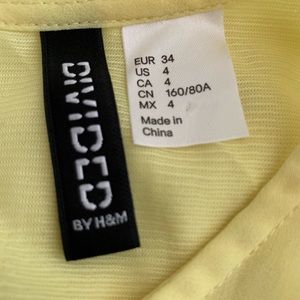 DIVIDED
BY H&M
EUR 34
US 4
CA 4
CN 160/80A
MX 4
Made in
China